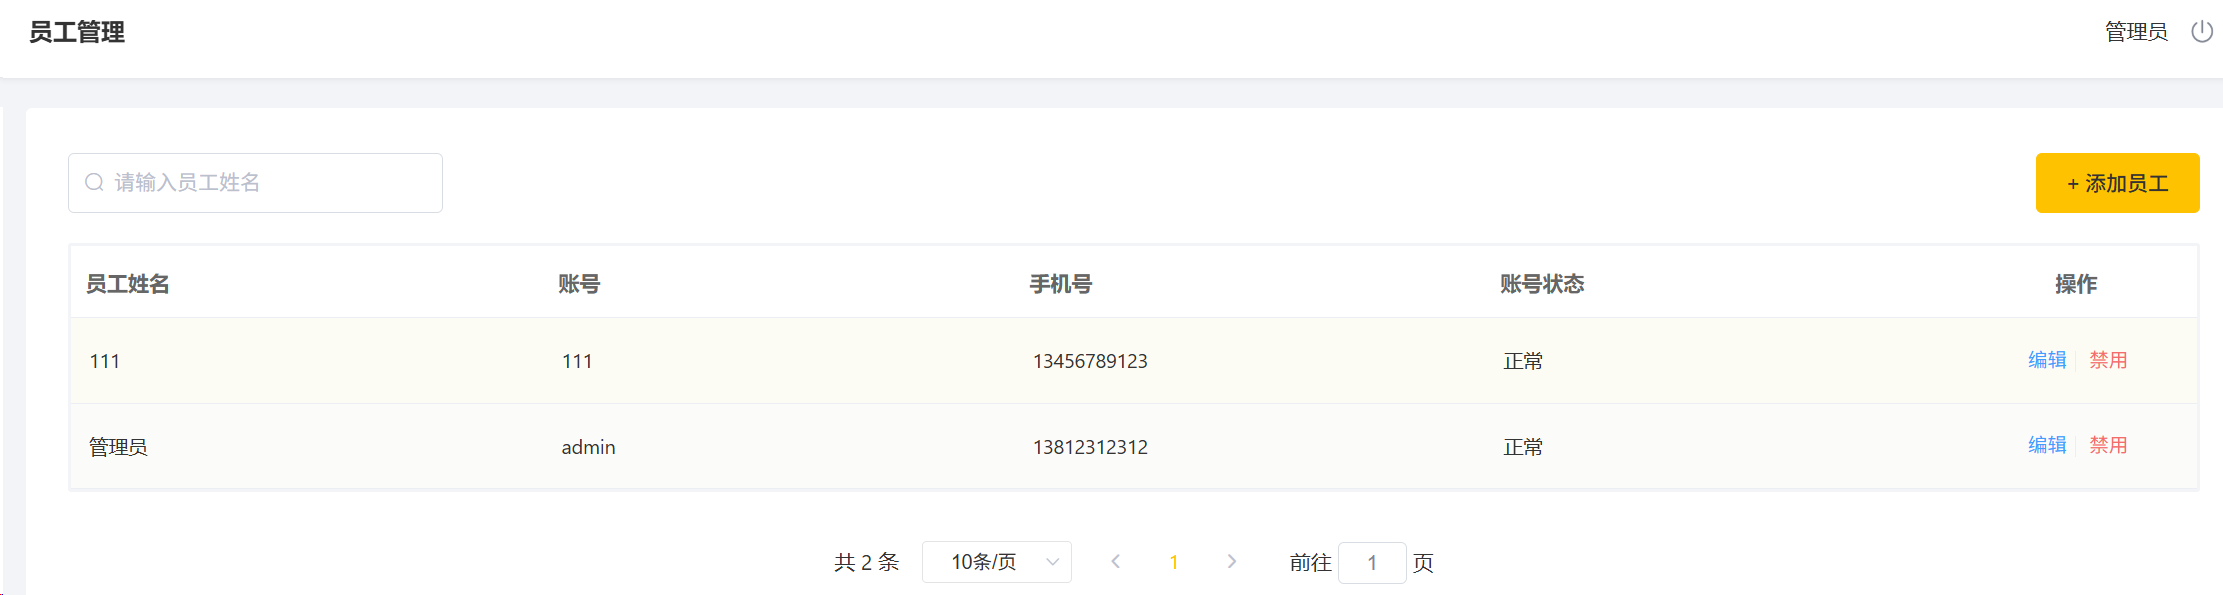 员工管理 管理员
请输入员工姓名 + 添加员工
员工姓名 账号 手机号 账号状态 操作
111 111 13456789123 正常 编辑 禁用
管理员 admin 13812312312 正常 编辑 禁用
共 2 条 10条/页 1 前往 1 页